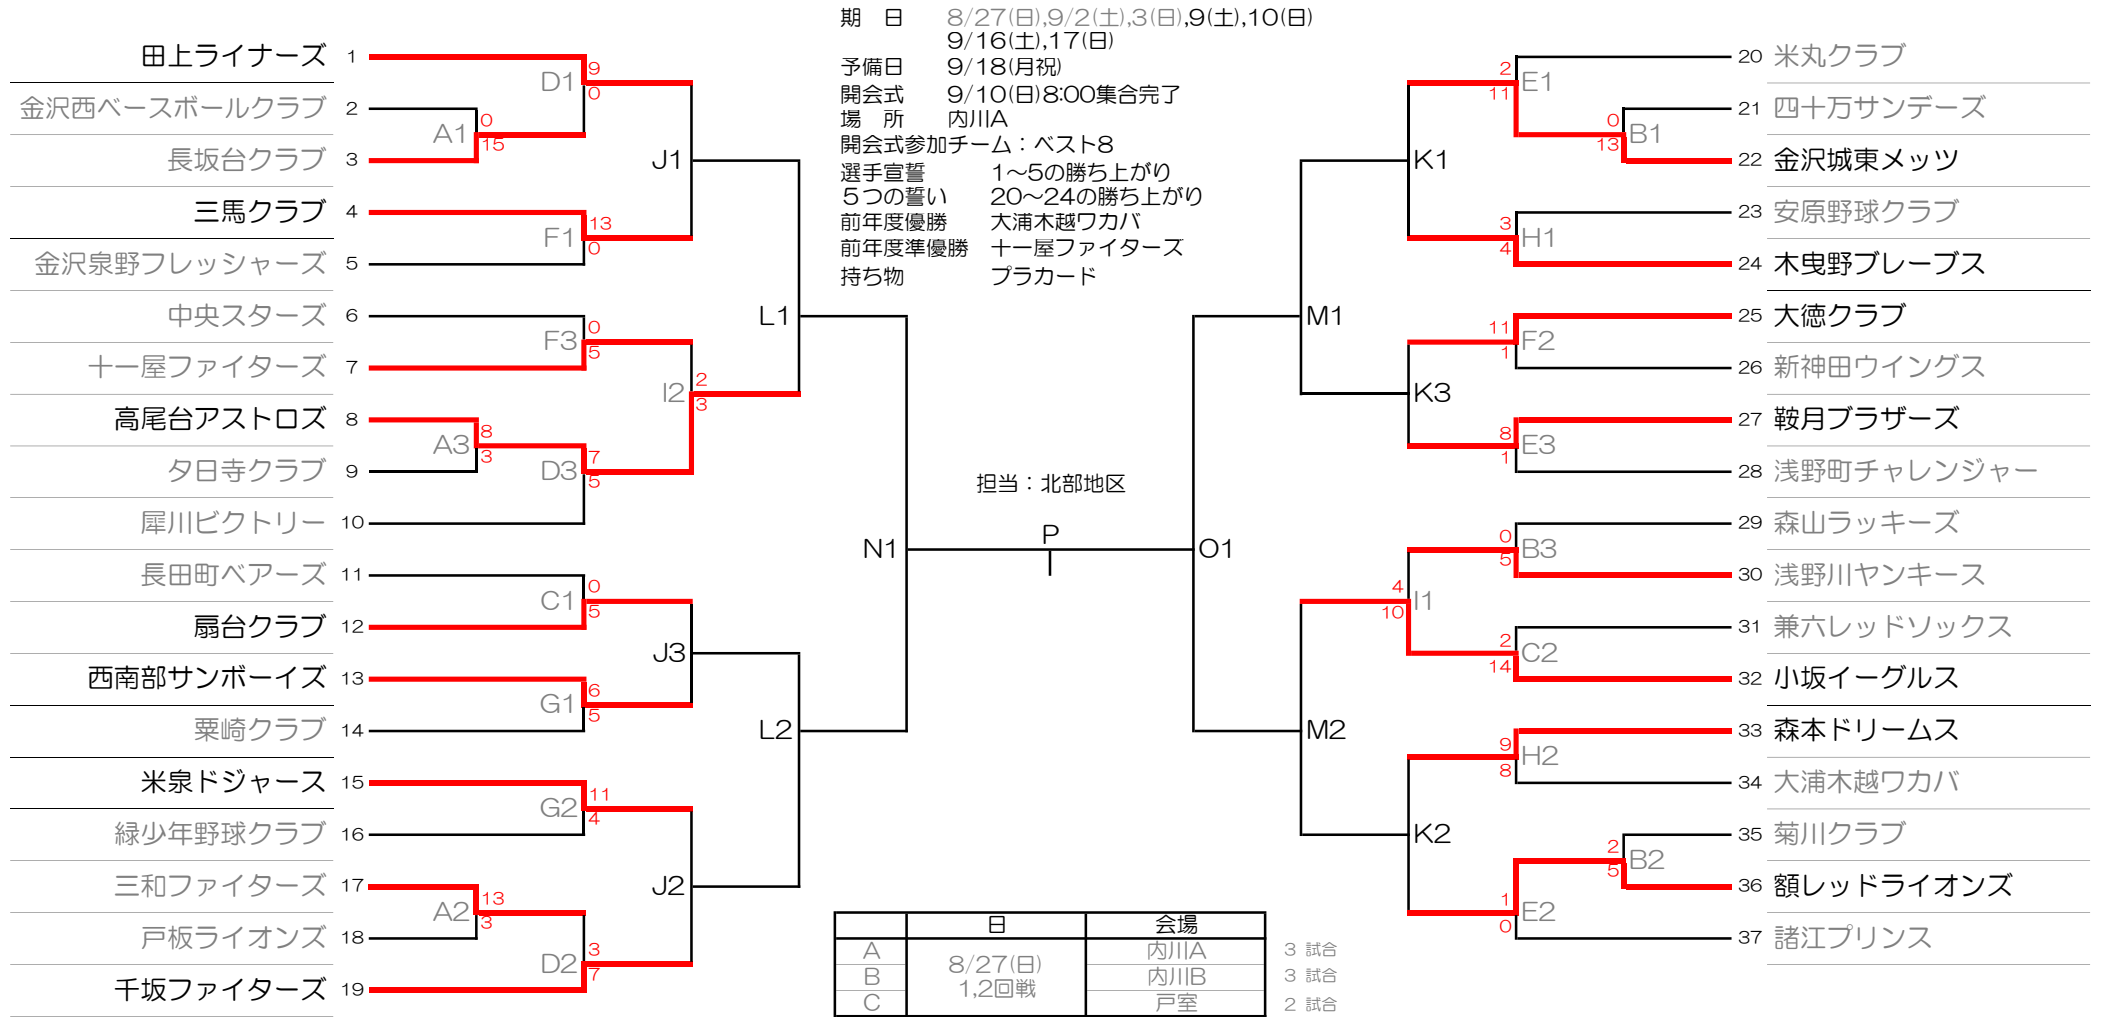 期　日　8/27(日),9/2(土),3(日),9(土),10(日)
9/16(土),17(日)
予備日　9/18(月祝)
開会式　9/10(日)8:00集合完了
場　所　内川A
開会式参加チーム：ベスト8
選手宣誓　1～5の勝ち上がり
５つの誓い　20～24の勝ち上がり
前年度優勝　大浦木越ワカバ
前年度準優勝　十一屋ファイターズ
持ち物　プラカード
田上ライナーズ 1
金沢西ベースボールクラブ 2
長坂台クラブ 3
三馬クラブ 4
金沢泉野フレッシャーズ 5
中央スターズ 6
十一屋ファイターズ 7
高尾台アストロズ 8
夕日寺クラブ 9
犀川ビクトリー 10
長田町ベアーズ 11
扇台クラブ 12
西南部サンボーイズ 13
粟崎クラブ 14
米泉ドジャース 15
緑少年野球クラブ 16
三和ファイターズ 17
戸板ライオンズ 18
千坂ファイターズ 19
A1 0 15
D1 9 0
F1 13 0
J1
F3 0 5
A3 8 3
D3 7 5
I2 2 3
L1
C1 0 5
G1 6 5
J3
G2 11 4
A2 13 3
D2 3 7
J2
L2
N1
担当：北部地区
P
O1
M1
M2
K1
E1 2 11
B1 0 13
H1 3 4
K3
F2 11 1
E3 8 1
I1 4 10
B3 0 5
C2 2 14
K2
H2 9 8
B2 2 5
E2 1 0
20 米丸クラブ
21 四十万サンデーズ
22 金沢城東メッツ
23 安原野球クラブ
24 木曳野ブレーブス
25 大徳クラブ
26 新神田ウイングス
27 鞍月ブラザーズ
28 浅野町チャレンジャー
29 森山ラッキーズ
30 浅野川ヤンキース
31 兼六レッドソックス
32 小坂イーグルス
33 森本ドリームス
34 大浦木越ワカバ
35 菊川クラブ
36 額レッドライオンズ
37 諸江プリンス
日 会場
A 内川A 3 試合
8/27(日)
B 内川B 3 試合
1,2回戦
C 戸室 2 試合